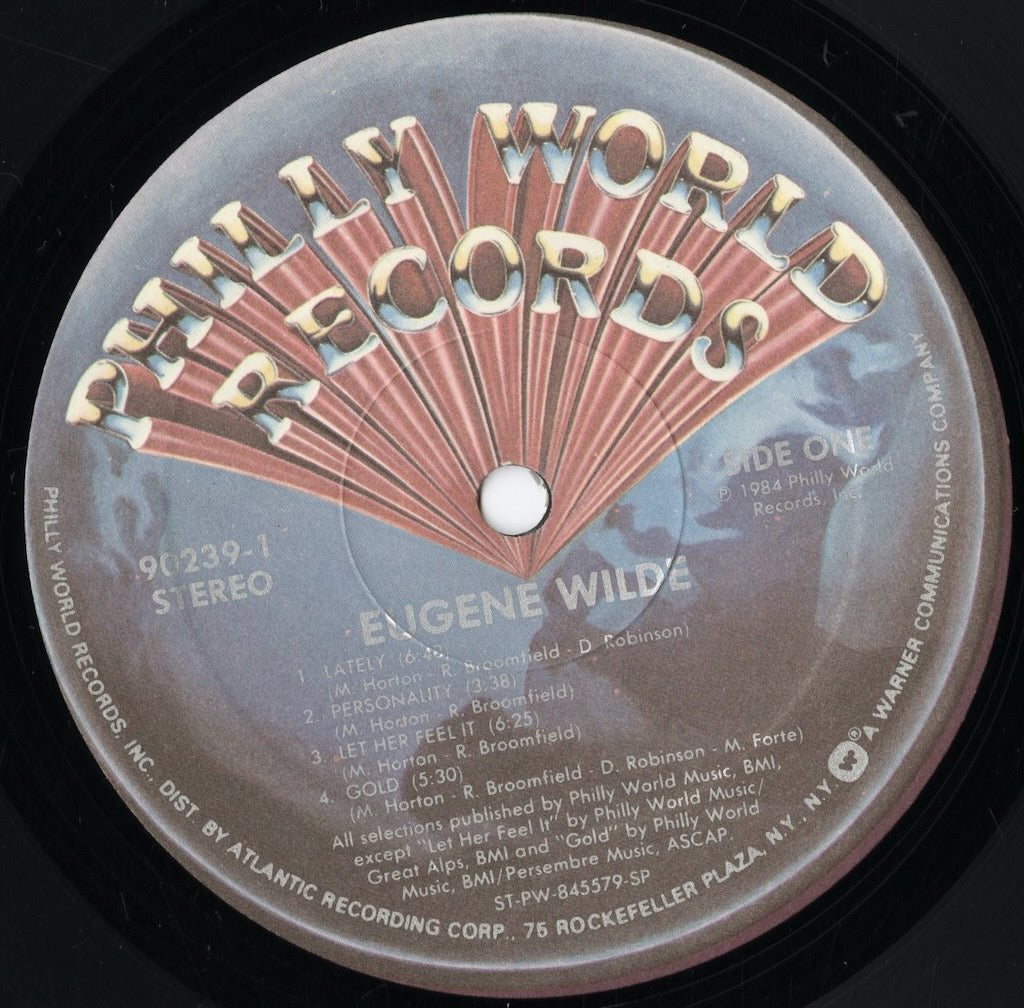 PHILLY WORLD
RECORDS
SIDE ONE
℗ 1984 Philly World
Records, Inc.
90239-1
STEREO
EUGENE WILDE
1. LATELY
(M. Horton - R. Broomfield - D. Robinson)
2. PERSONALITY (3:38)
(M. Horton - R. Broomfield)
3. LET HER FEEL IT (6:25)
(M. Horton - R. Broomfield)
4. GOLD (5:30)
(M. Horton - R. Broomfield - D. Robinson - M. Forte)
All selections published by Philly World Music, BMI,
except "Let Her Feel It" by Philly World Music/
Great Alps, BMI and "Gold" by Philly World
Music, BMI/Persembre Music, ASCAP.
ST-PW-845579-SP
PHILLY WORLD RECORDS, INC., DIST. BY ATLANTIC RECORDING CORP., 75 ROCKEFELLER PLAZA, N.Y., N.Y. ® A WARNER COMMUNICATIONS COMPANY